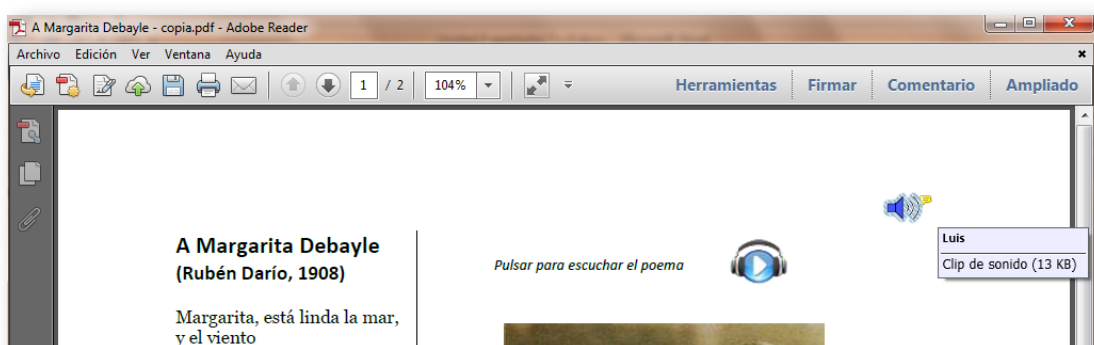 A Margarita Debayle - copia.pdf - Adobe Reader
Archivo Edición Ver Ventana Ayuda
1 / 2 104% Herramientas Firmar Comentario Ampliado
A Margarita Debayle
(Rubén Darío, 1908)
Margarita, está linda la mar,
y el viento
Pulsar para escuchar el poema
Luis
Clip de sonido (13 KB)